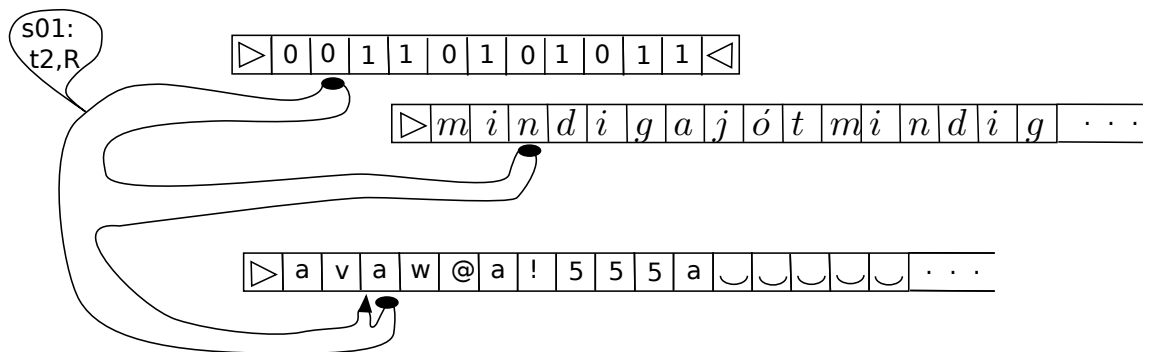 s01:
t2,R
▷ 0 0 1 1 0 1 0 1 0 1 1 ◁
▷ m i n d i g a j ó t m i n d i g · · ·
▷ a v a w @ a ! 5 5 5 a ‿ ‿ ‿ ‿ ‿ · · ·